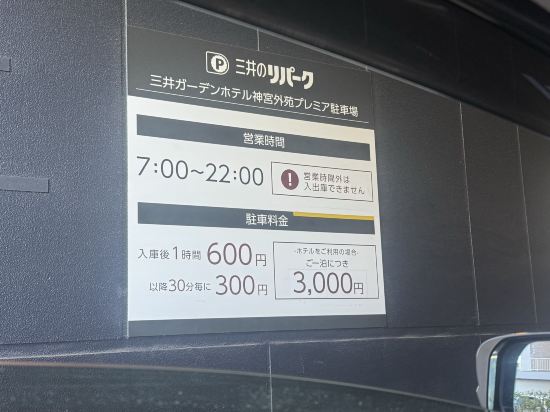 P 三井のリパーク
三井ガーデンホテル神宮外苑プレミア駐車場
営業時間
7:00〜22:00
! 営業時間外は
入出庫できません
駐車料金
入庫後1時間 600円
以降30分毎に 300円
-ホテルをご利用の場合-
ご一泊につき
3,000円